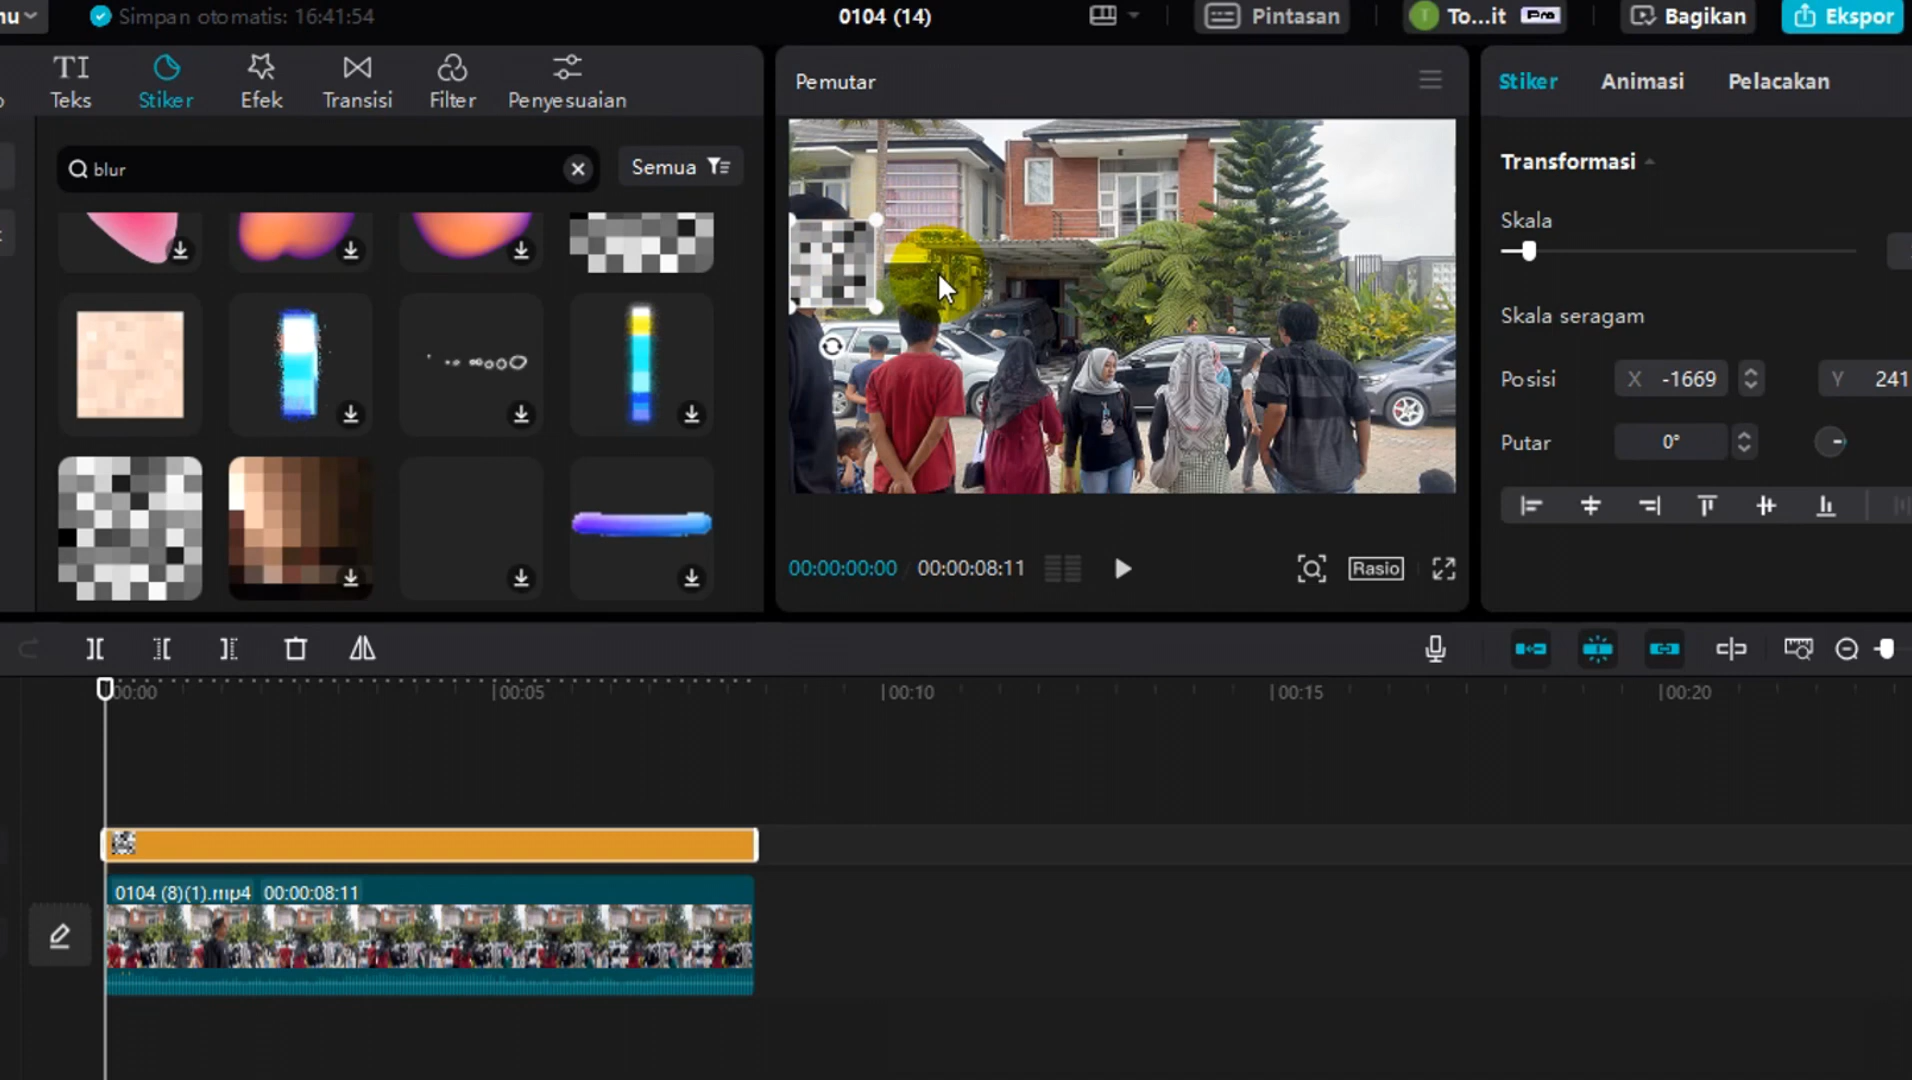 nu
Simpan otomatis: 16:41:54
0104 (14)
Pintasan
To...it Pro
Bagikan
Ekspor
Teks
Stiker
Efek
Transisi
Filter
Penyesuaian
blur
Semua
Pemutar
00:00:00:00 / 00:00:08:11
Rasio
Stiker
Animasi
Pelacakan
Transformasi
Skala
Skala seragam
Posisi X -1669 Y 241
Putar 0°
00:00
00:05
00:10
00:15
00:20
0104 (8)(1).mp4 00:00:08:11